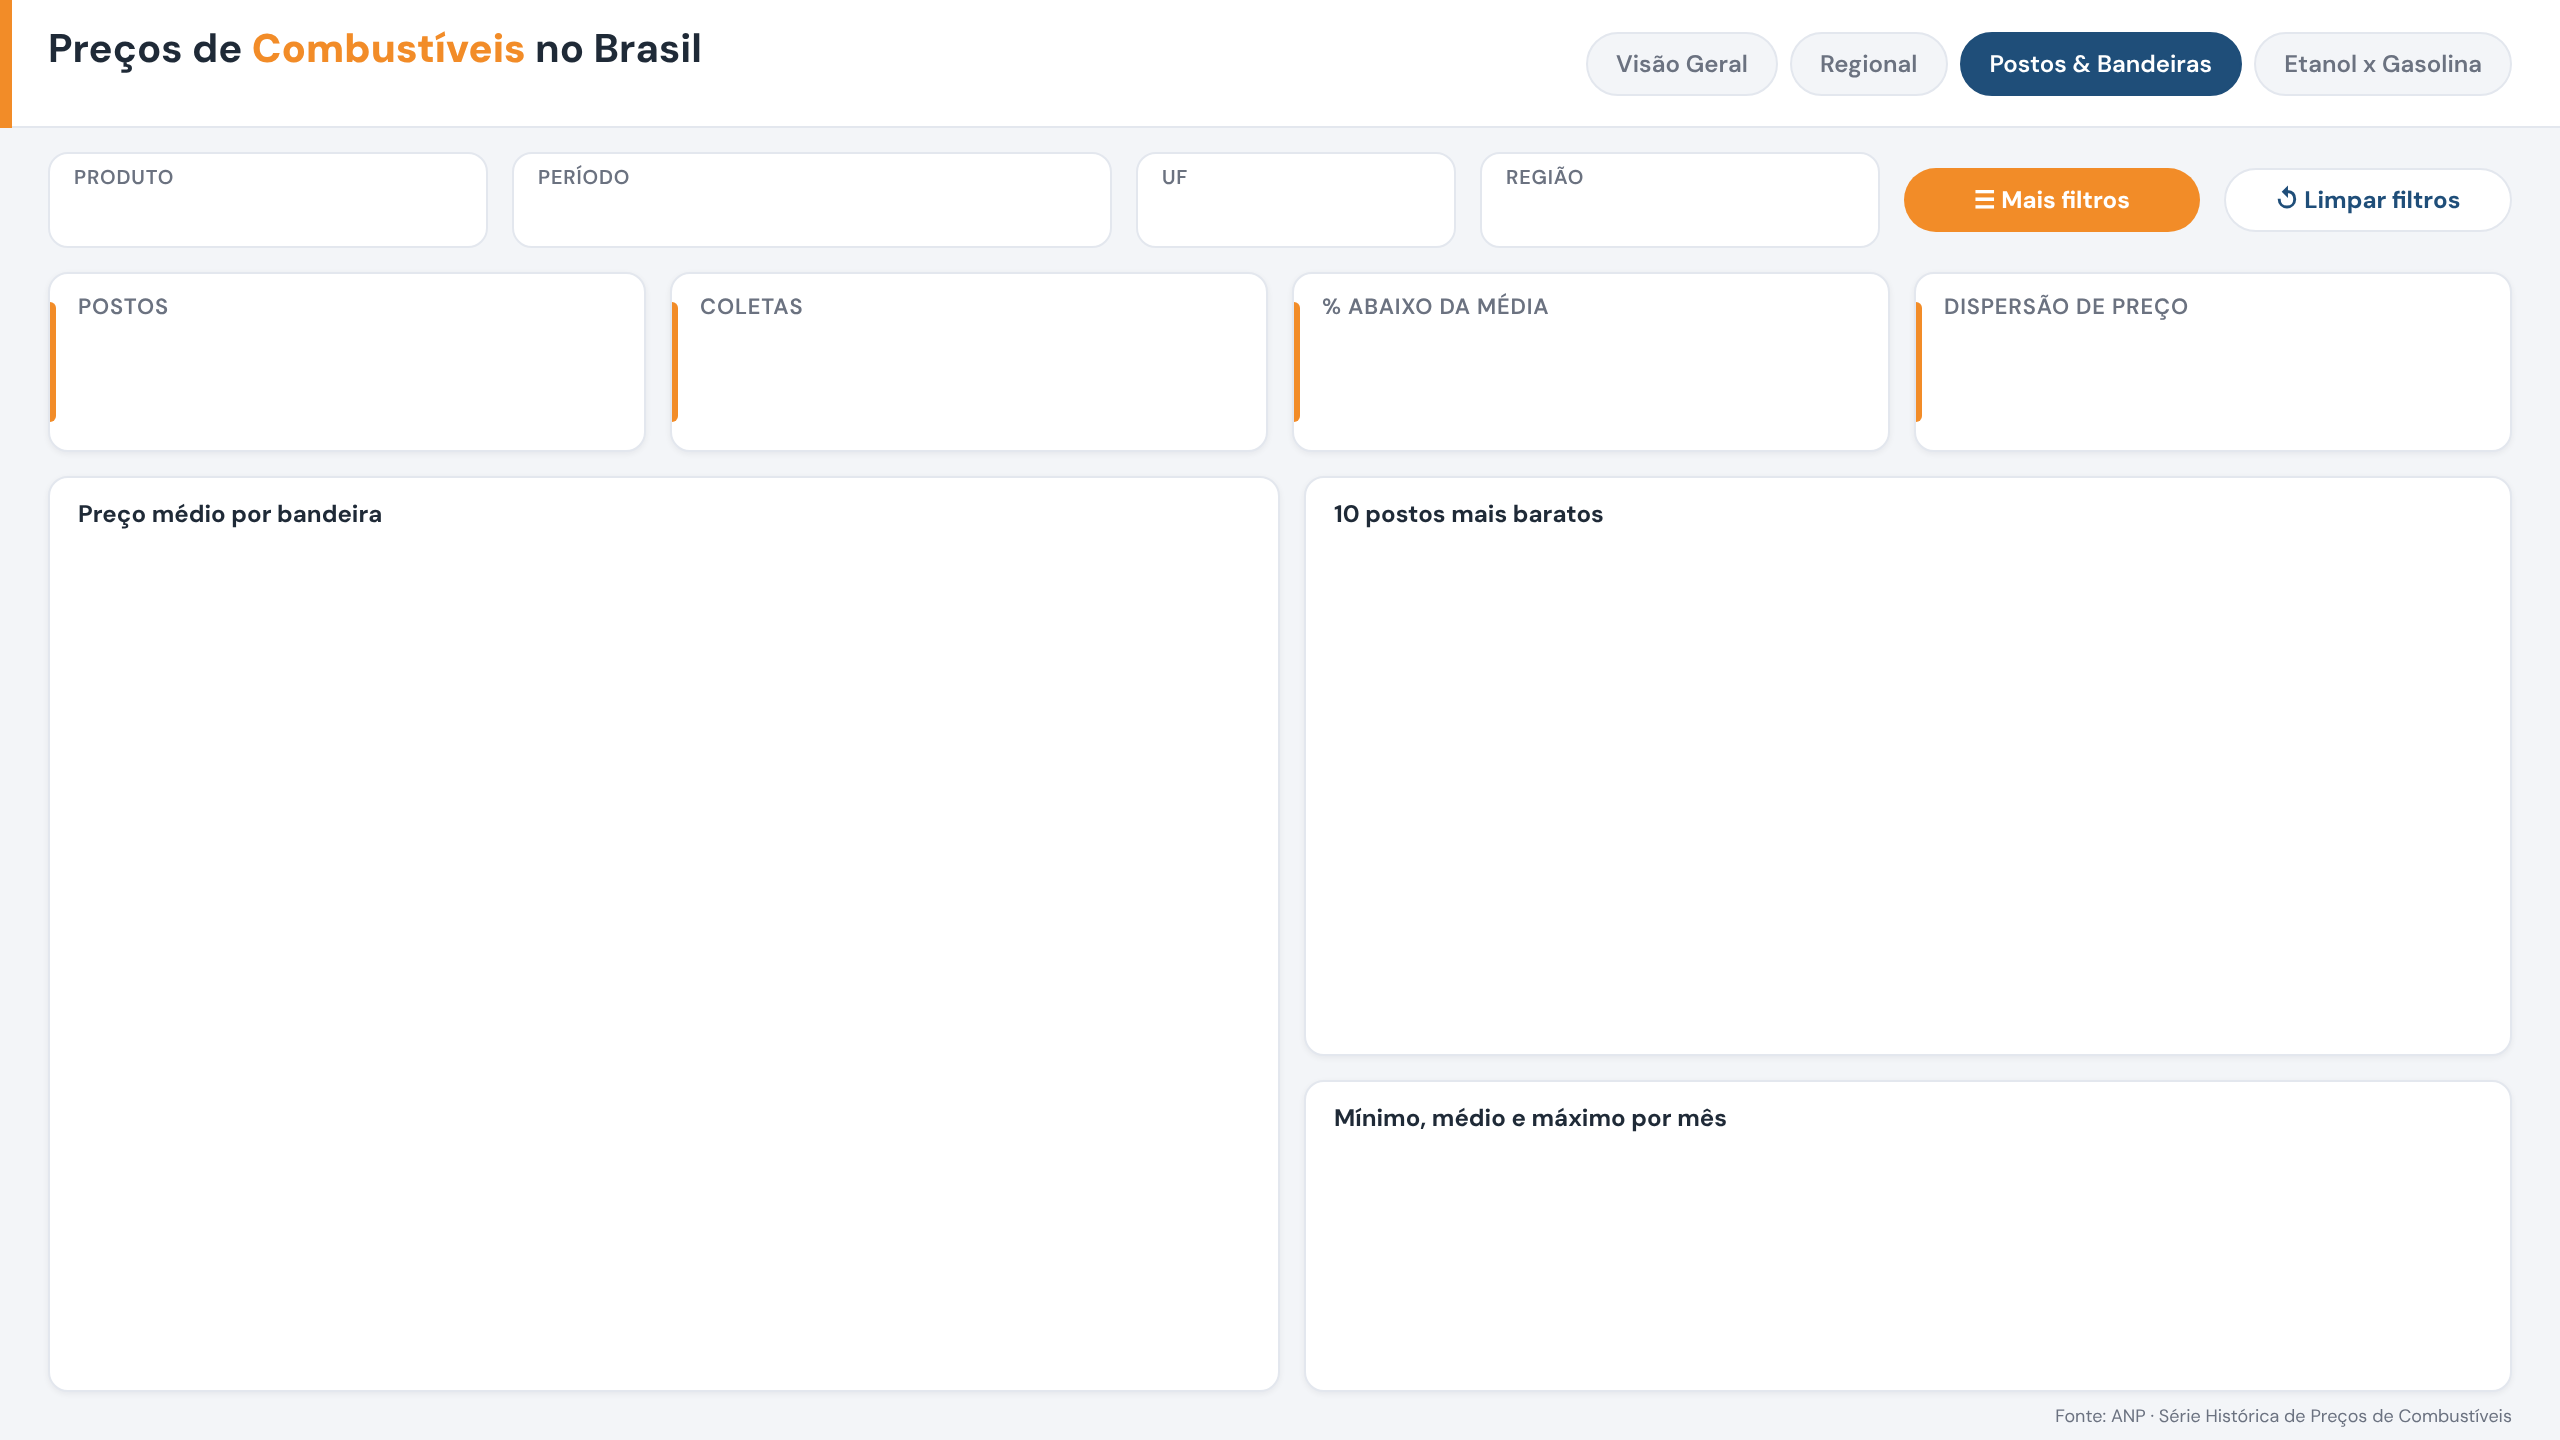 Preços de Combustíveis no Brasil
Visão Geral
Regional
Postos & Bandeiras
Etanol x Gasolina
PRODUTO
PERÍODO
UF
REGIÃO
☰ Mais filtros
↺ Limpar filtros
POSTOS
COLETAS
% ABAIXO DA MÉDIA
DISPERSÃO DE PREÇO
Preço médio por bandeira
10 postos mais baratos
Mínimo, médio e máximo por mês
Fonte: ANP · Série Histórica de Preços de Combustíveis